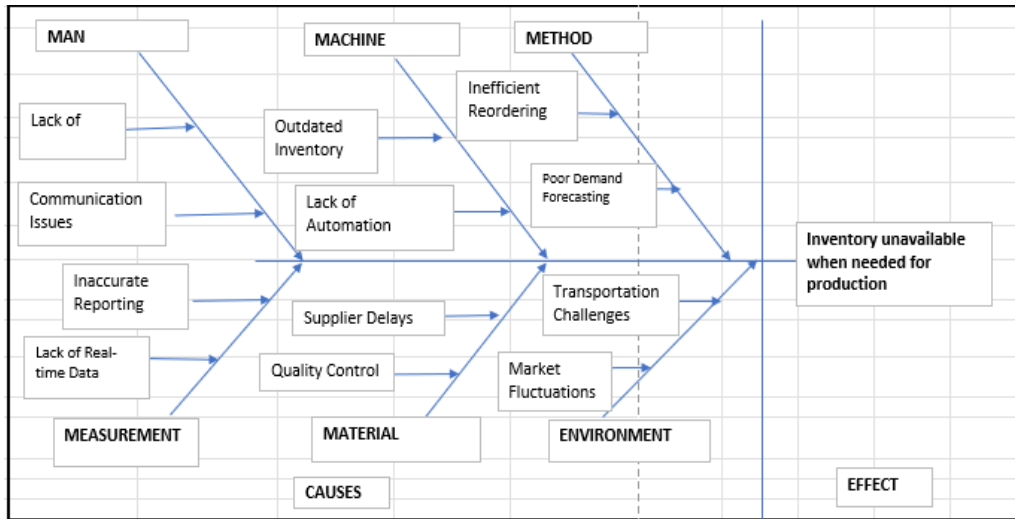 MAN
MACHINE
METHOD
Lack of
Outdated
Inventory
Inefficient
Reordering
Communication
Issues
Lack of
Automation
Poor Demand
Forecasting
Inventory unavailable
when needed for
production
Inaccurate
Reporting
Supplier Delays
Transportation
Challenges
Lack of Real-
time Data
Quality Control
Market
Fluctuations
MEASUREMENT
MATERIAL
ENVIRONMENT
CAUSES
EFFECT